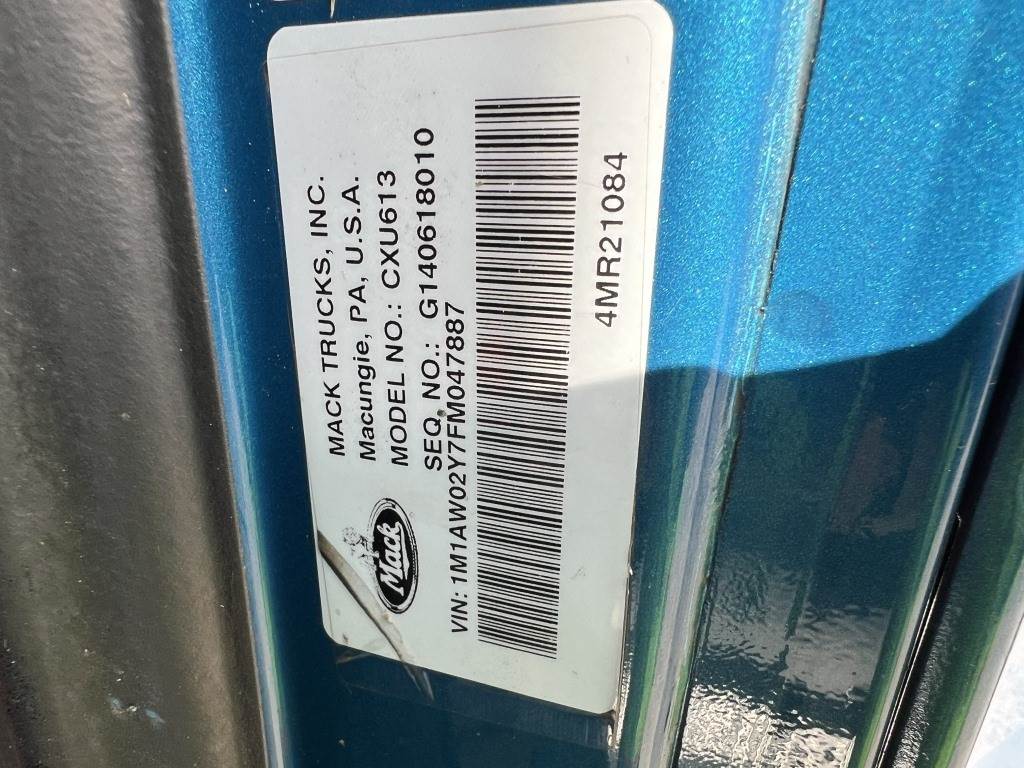 MACK TRUCKS, INC.
Macungie, PA, U.S.A.
MODEL NO.: CXU613
SEQ. NO.: G140618010
Mack
VIN: 1M1AW02Y7FM047887
4MR21084